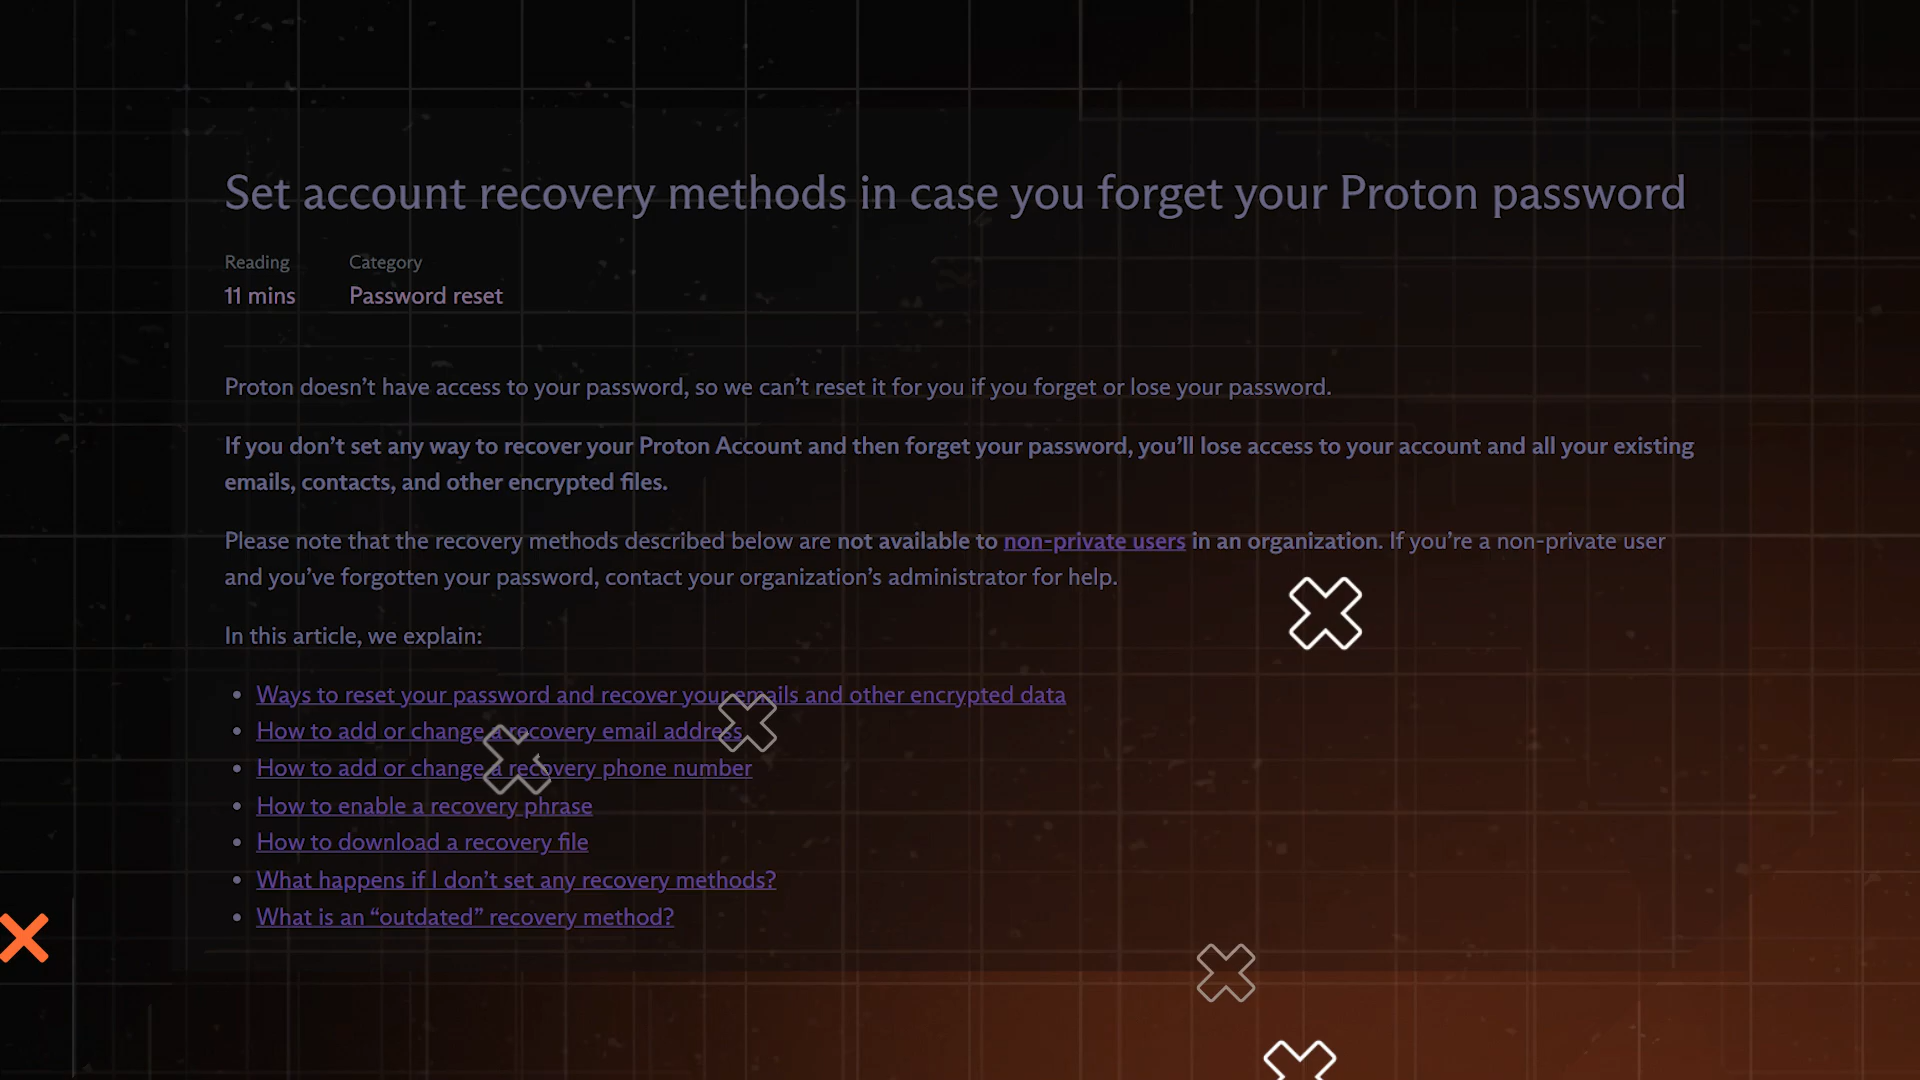 Set account recovery methods in case you forget your Proton password
Reading Category
11 mins Password reset
Proton doesn't have access to your password, so we can't reset it for you if you forget or lose your password.
If you don't set any way to recover your Proton Account and then forget your password, you'll lose access to your account and all your existing
emails, contacts, and other encrypted files.
Please note that the recovery methods described below are not available to non-private users in an organization. If you're a non-private user
and you've forgotten your password, contact your organization's administrator for help.
In this article, we explain:
• Ways to reset your password and recover your emails and other encrypted data
• How to add or change a recovery email address
• How to add or change a recovery phone number
• How to enable a recovery phrase
• How to download a recovery file
• What happens if I don't set any recovery methods?
• What is an “outdated” recovery method?